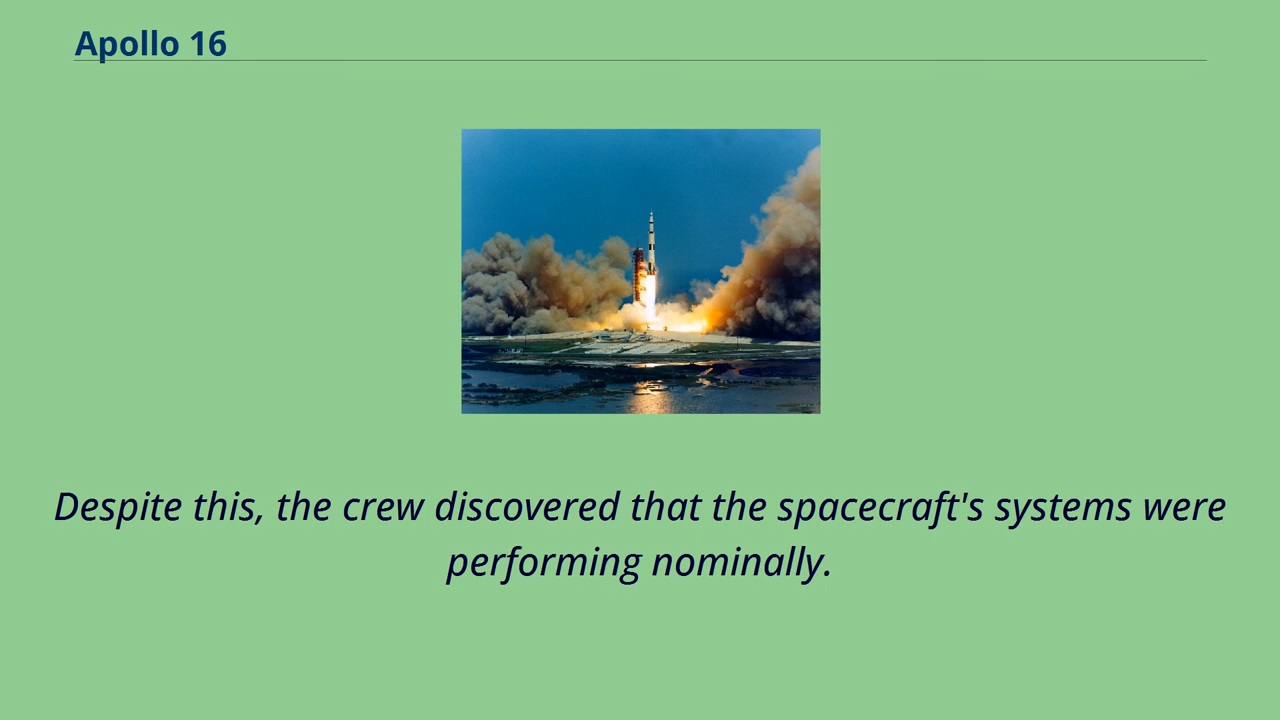 Apollo 16
Despite this, the crew discovered that the spacecraft's systems were
performing nominally.